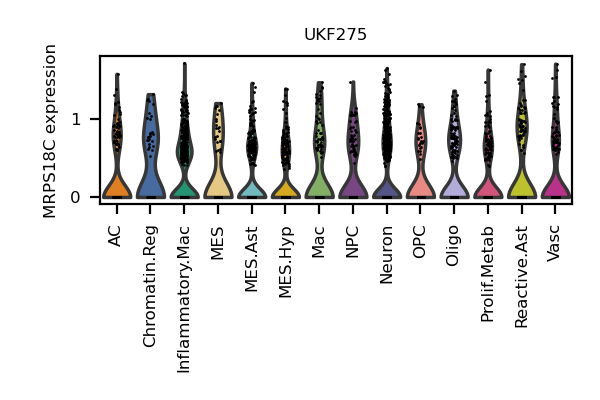 UKF275
MRPS18C expression
1
0
AC
Chromatin.Reg
Inflammatory.Mac
MES
MES.Ast
MES.Hyp
Mac
NPC
Neuron
OPC
Oligo
Prolif.Metab
Reactive.Ast
Vasc